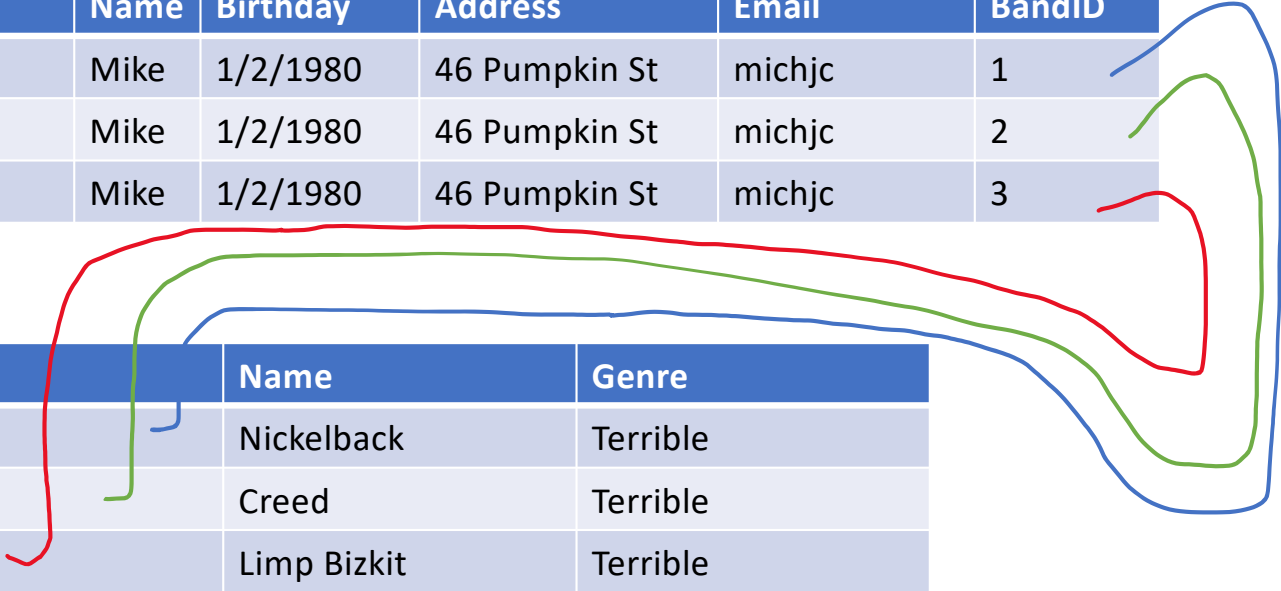 Name Birthday Address Email BandID
Mike 1/2/1980 46 Pumpkin St michjc 1
Mike 1/2/1980 46 Pumpkin St michjc 2
Mike 1/2/1980 46 Pumpkin St michjc 3
Name Genre
Nickelback Terrible
Creed Terrible
Limp Bizkit Terrible